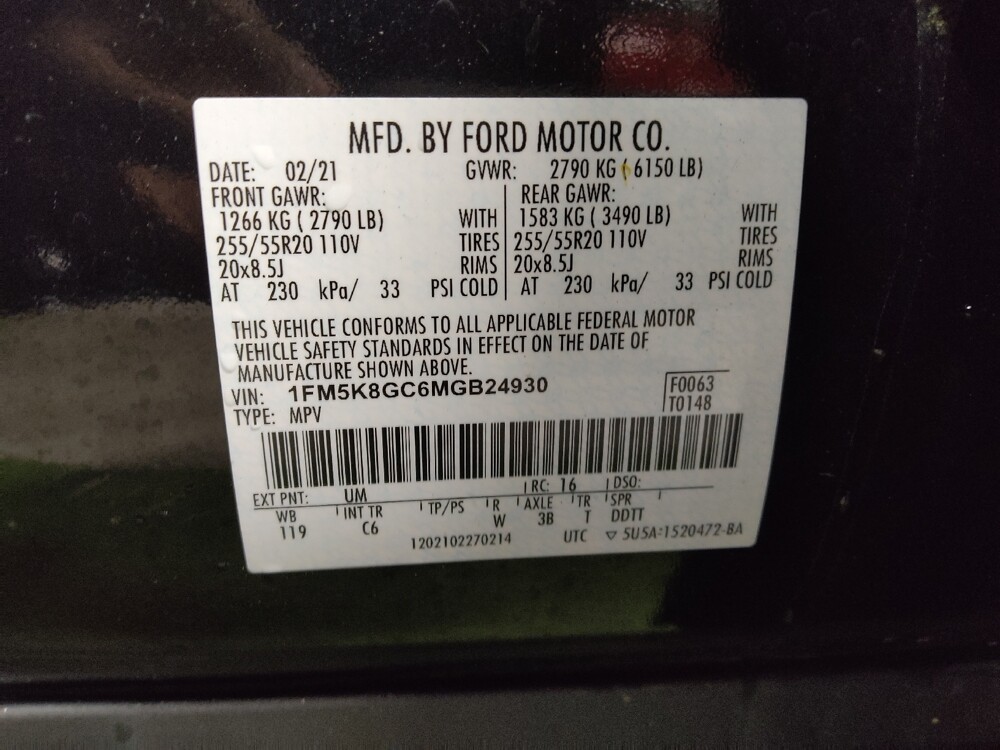 MFD. BY FORD MOTOR CO.
DATE: 02/21 GVWR: 2790 KG ( 6150 LB)
FRONT GAWR: REAR GAWR:
1266 KG ( 2790 LB) WITH 1583 KG ( 3490 LB) WITH
255/55R20 110V TIRES 255/55R20 110V TIRES
20x8.5J RIMS 20x8.5J RIMS
AT 230 kPa/ 33 PSI COLD AT 230 kPa/ 33 PSI COLD
THIS VEHICLE CONFORMS TO ALL APPLICABLE FEDERAL MOTOR
VEHICLE SAFETY STANDARDS IN EFFECT ON THE DATE OF
MANUFACTURE SHOWN ABOVE.
VIN: 1FM5K8GC6MGB24930 F0063
TYPE: MPV T0148
EXT PNT: UM RC: 16 DSO:
WB INT TR TP/PS R AXLE TR SPR
119 C6 W 3B T DDTT
1202102270214 UTC ▽ 5U5A:1520472-BA